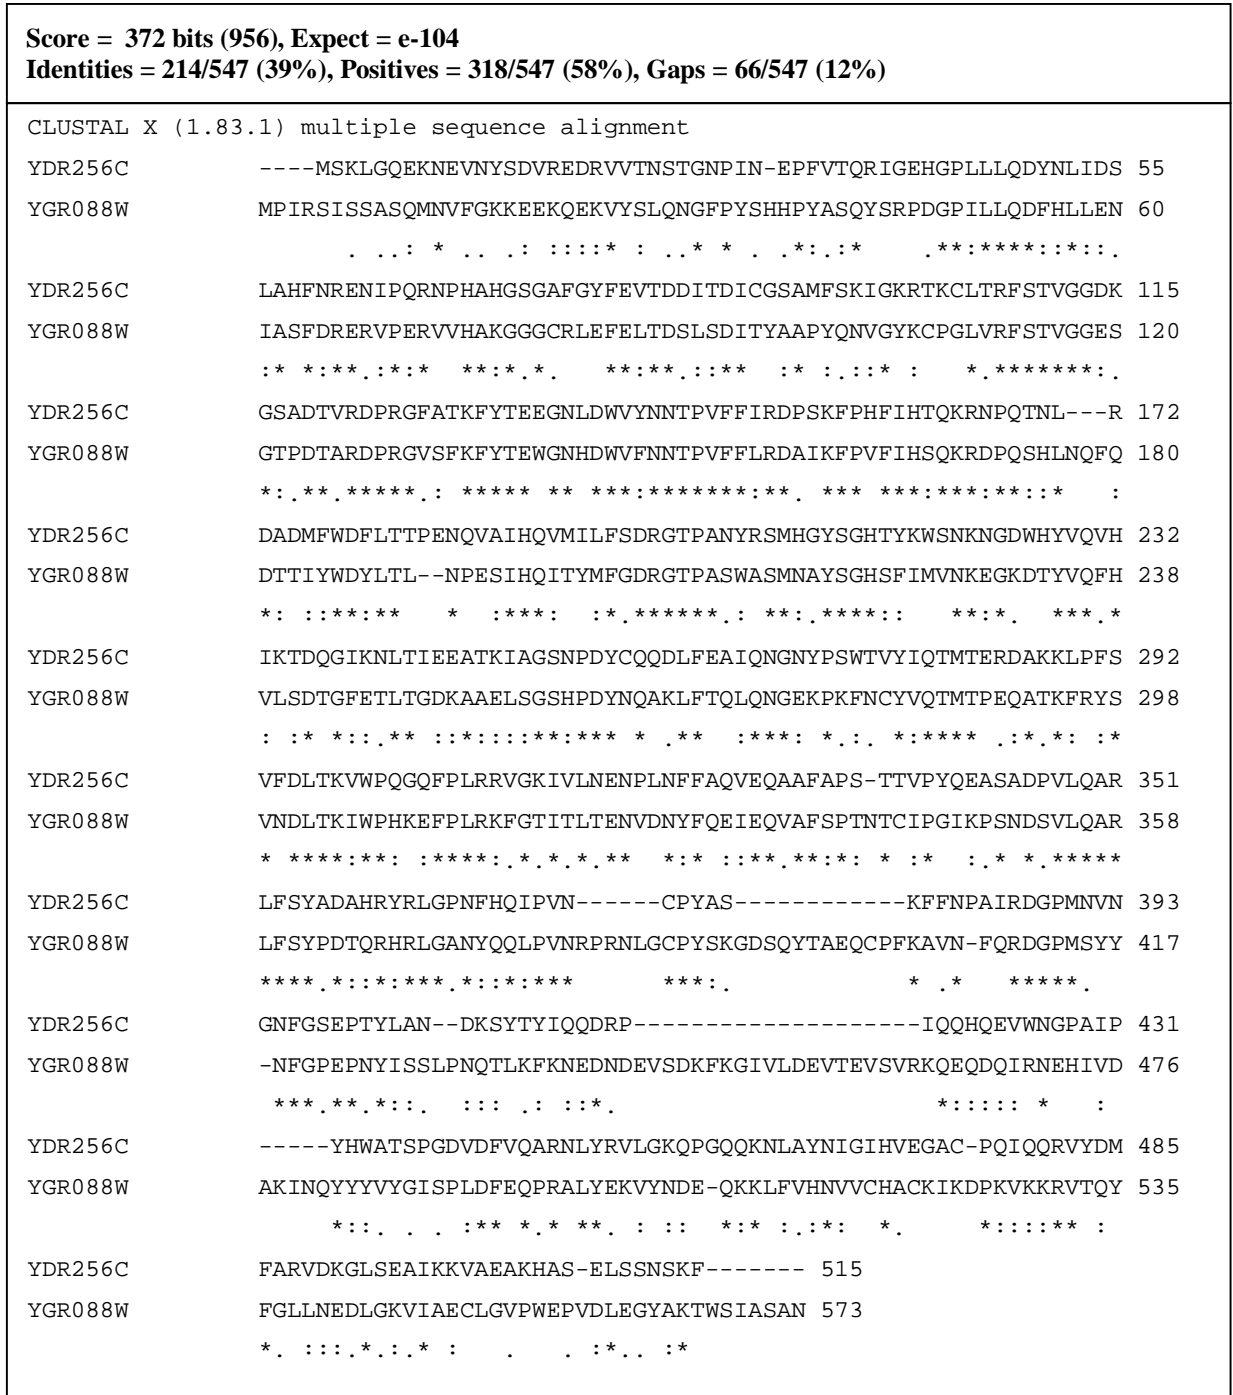 Score = 372 bits (956), Expect = e-104
Identities = 214/547 (39%), Positives = 318/547 (58%), Gaps = 66/547 (12%)
CLUSTAL X (1.83.1) multiple sequence alignment
YDR256C ----MSKLGQEKNEVNYSDVREDRVVTNSTGNPIN-EPFVTQRIGEHGPLLLQDYNLIDS 55
YGR088W MPIRSISSASQMNVFGKKEEKQEKVYSLQNGFPYSHHPYASQYSRPDGPILLQDFHLLEN 60
. ..: * .. .: ::::* : ..* * . .*:.:* .**:****::*::.
YDR256C LAHFNRENIPQRNPHAHGSGAFGYFEVTDDITDICGSAMFSKIGKRTKCLTRFSTVGGDK 115
YGR088W IASFDRERVPERVVHAKGGGCRLEFELTDSLSDITYAAPYQNVGYKCPGLVRFSTVGGES 120
:* *:**.:*:* **:*.*. **:**.::** :* :.::* : *.*******:.
YDR256C GSADTVRDPRGFATKFYTEEGNLDWVYNNTPVFFIRDPSKFPHFIHTQKRNPQTNL---R 172
YGR088W GTPDTARDPRGVSFKFYTEWGNHDWVFNNTPVFFLRDAIKFPVFIHSQKRDPQSHLNQFQ 180
*:.**.*****.: ***** ** ***:*******:**. *** ***:***:**::* :
YDR256C DADMFWDFLTTPENQVAIHQVMILFSDRGTPANYRSMHGYSGHTYKWSNKNGDWHYVQVH 232
YGR088W DTTIYWDYLTL--NPESIHQITYMFGDRGTPASWASMNAYSGHSFIMVNKEGKDTYVQFH 238
*: ::**:** * :***: :*.******.: **:.****:: **:*. ***.*
YDR256C IKTDQGIKNLTIEEATKIAGSNPDYCQQDLFEAIQNGNYPSWTVYIQTMTERDAKKLPFS 292
YGR088W VLSDTGFETLTGDKAAELSGSHPDYNQAKLFTQLQNGEKPKFNCYVQTMTPEQATKFRYS 298
: :* *::.** ::*::::**:*** * .** :***: *.:. *:**** .:*.*: :*
YDR256C VFDLTKVWPQGQFPLRRVGKIVLNENPLNFFAQVEQAAFAPS-TTVPYQEASADPVLQAR 351
YGR088W VNDLTKIWPHKEFPLRKFGTITLTENVDNYFQEIEQVAFSPTNTCIPGIKPSNDSVLQAR 358
* ****:**: :****:.*.*.*.** *:* ::**.**:*: * :* :.* *.*****
YDR256C LFSYADAHRYRLGPNFHQIPVN------CPYAS------------KFFNPAIRDGPMNVN 393
YGR088W LFSYPDTQRHRLGANYQQLPVNRPRNLGCPYSKGDSQYTAEQCPFKAVN-FQRDGPMSYY 417
****.*::*:***.*::*:*** ***:. * .* *****.
YDR256C GNFGSEPTYLAN--DKSYTYIQQDRP--------------------IQQHQEVWNGPAIP 431
YGR088W -NFGPEPNYISSLPNQTLKFKNEDNDEVSDKFKGIVLDEVTEVSVRKQEQDQIRNEHIVD 476
***.**.*::. ::: .: ::*. *::::: * :
YDR256C -----YHWATSPGDVDFVQARNLYRVLGKQPGQQKNLAYNIGIHVEGAC-PQIQQRVYDM 485
YGR088W AKINQYYYVYGISPLDFEQPRALYEKVYNDE-QKKLFVHNVVCHACKIKDPKVKKRVTQY 535
*::. . . :** *.* **. : :: *:* :.:*: *. *::::** :
YDR256C FARVDKGLSEAIKKVAEAKHAS-ELSSNSKF------- 515
YGR088W FGLLNEDLGKVIAECLGVPWEPVDLEGYAKTWSIASAN 573
*. :::.*.:.* : . . :*.. :*